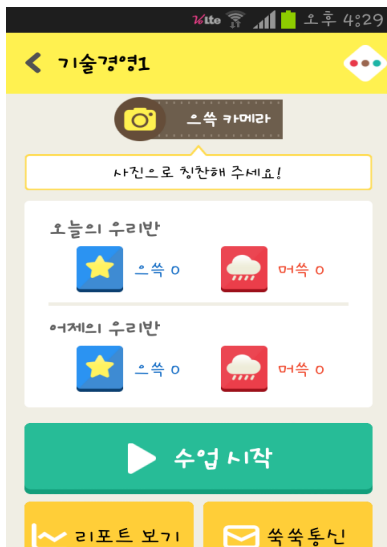 Lte 오후 4:29
기술경영1
으쓱 카메라
사진으로 칭찬해 주세요!
오늘의 우리반
으쓱 0 머쓱 0
어제의 우리반
으쓱 0 머쓱 0
수업 시작
리포트 보기 쑥쑥통신